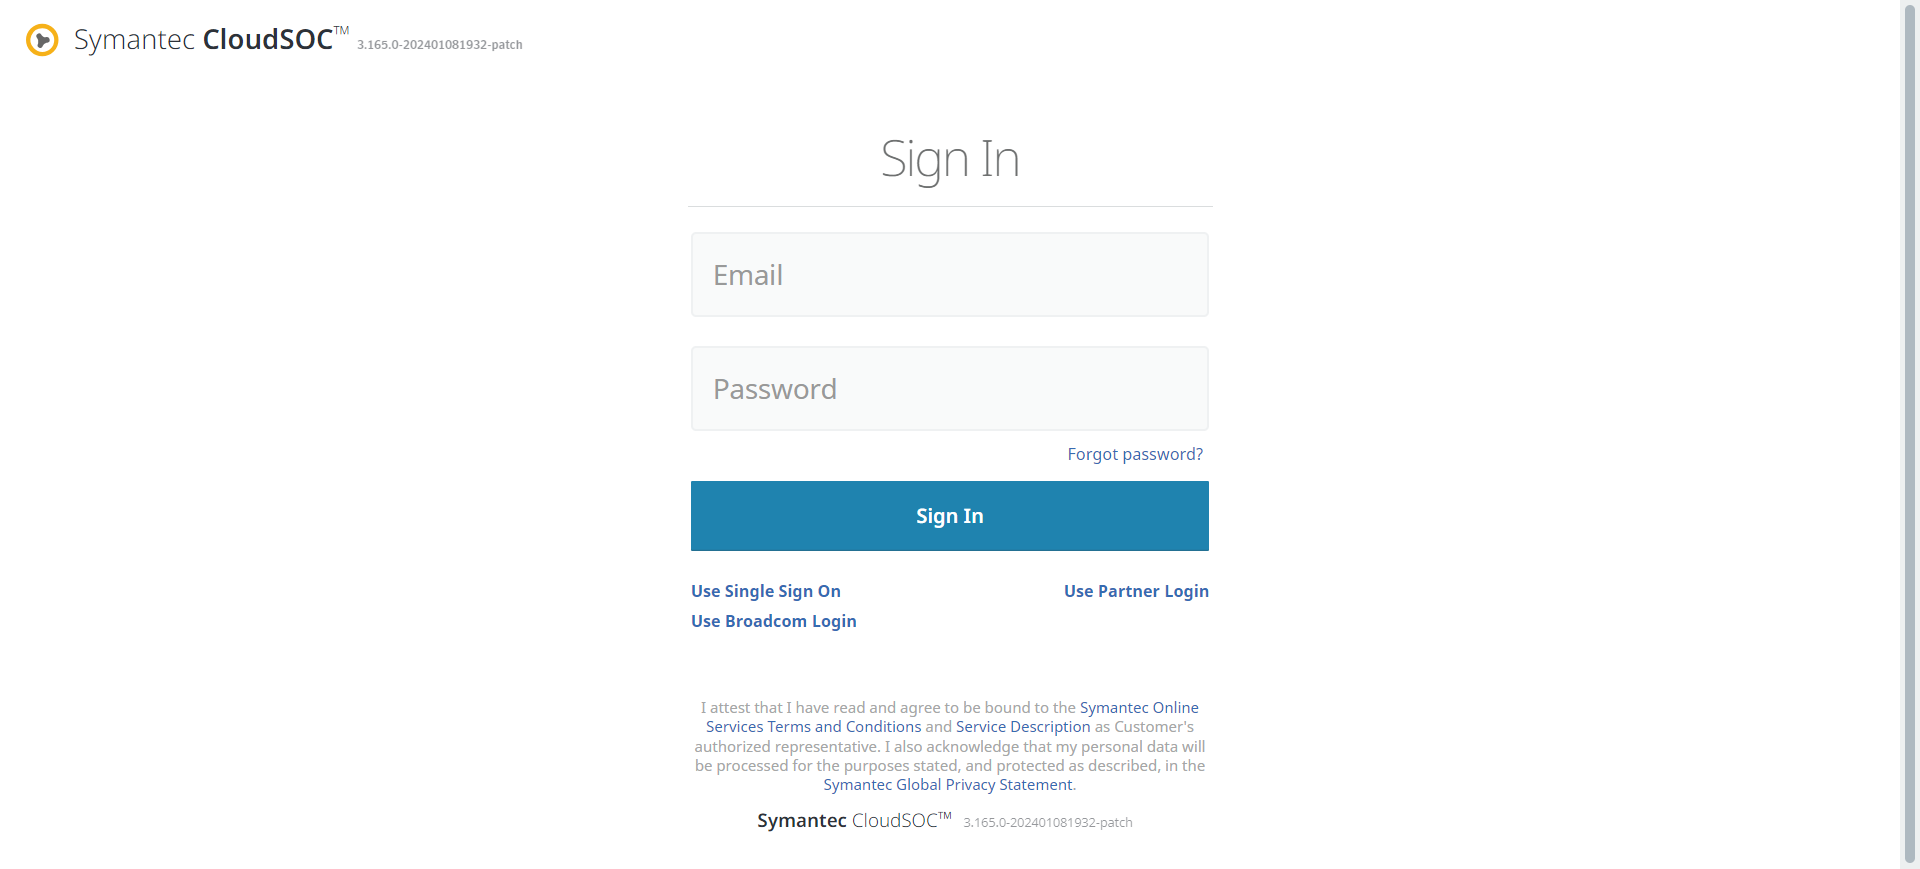 Symantec CloudSOC™ 3.165.0-202401081932-patch
Sign In
Email
Password
Forgot password?
Sign In
Use Single Sign On
Use Partner Login
Use Broadcom Login
I attest that I have read and agree to be bound to the Symantec Online
Services Terms and Conditions and Service Description as Customer's
authorized representative. I also acknowledge that my personal data will
be processed for the purposes stated, and protected as described, in the
Symantec Global Privacy Statement.
Symantec CloudSOC™ 3.165.0-202401081932-patch